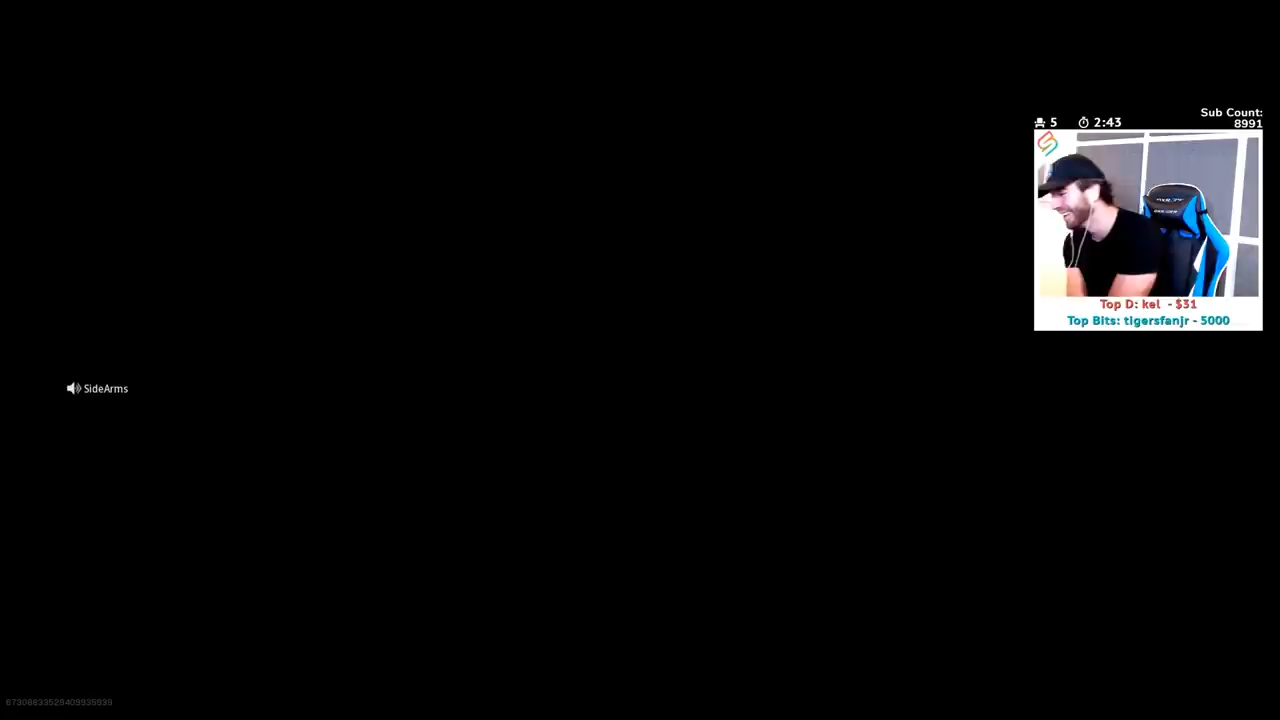 Sub Count:
5 2:43 8991
Top D: kel - $31
Top Bits: tigersfanjr - 5000
SideArms